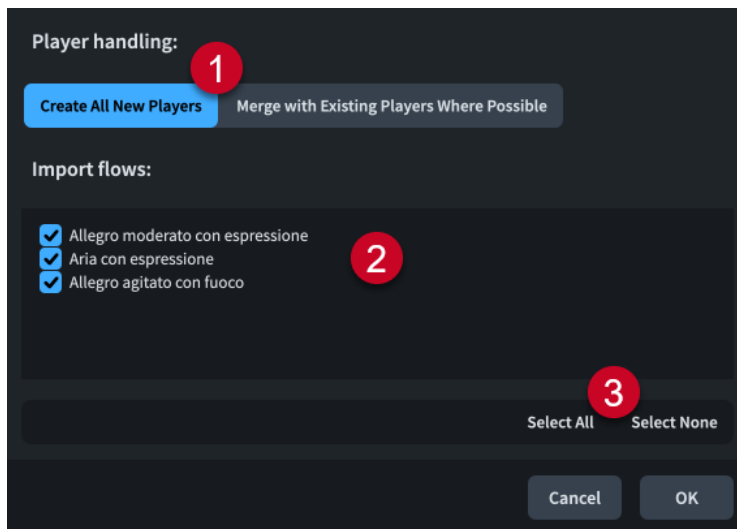 Player handling:
1
Create All New Players Merge with Existing Players Where Possible
Import flows:
Allegro moderato con espressione
Aria con espressione
2
Allegro agitato con fuoco
3
Select All Select None
Cancel OK